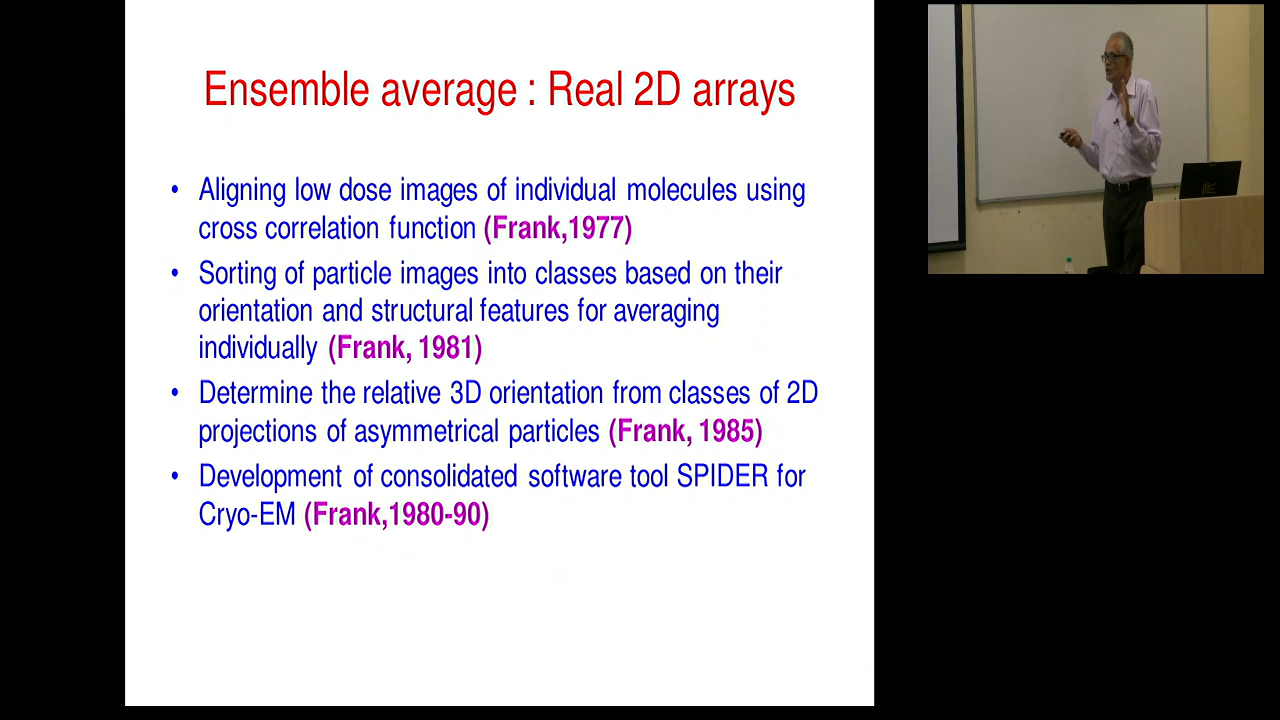 Ensemble average : Real 2D arrays
• Aligning low dose images of individual molecules using
cross correlation function (Frank,1977)
• Sorting of particle images into classes based on their
orientation and structural features for averaging
individually (Frank, 1981)
• Determine the relative 3D orientation from classes of 2D
projections of asymmetrical particles (Frank, 1985)
• Development of consolidated software tool SPIDER for
Cryo-EM (Frank,1980-90)